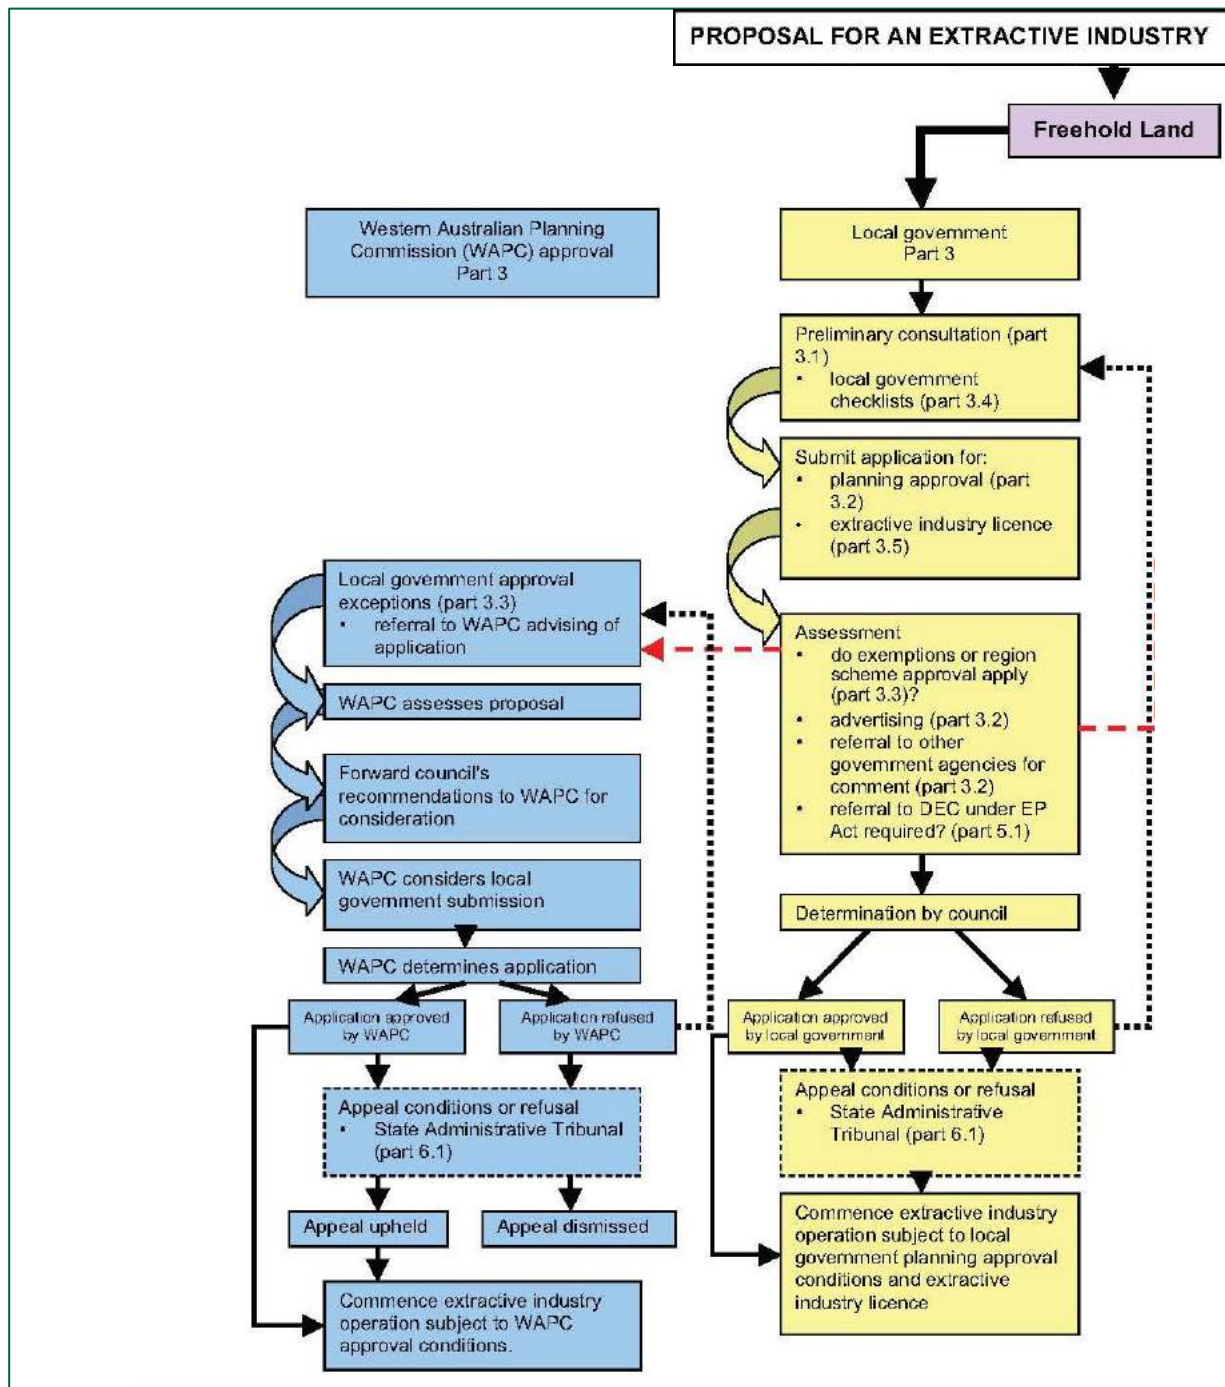 PROPOSAL FOR AN EXTRACTIVE INDUSTRY
Freehold Land
Western Australian Planning
Commission (WAPC) approval
Part 3
Local government
Part 3
Preliminary consultation (part
3.1)
• local government
checklists (part 3.4)
Submit application for:
• planning approval (part
3.2)
• extractive industry licence
(part 3.5)
Local government approval
exceptions (part 3.3)
• referral to WAPC advising of
application
Assessment
• do exemptions or region
scheme approval apply
(part 3.3)?
• advertising (part 3.2)
• referral to other
government agencies for
comment (part 3.2)
• referral to DEC under EP
Act required? (part 5.1)
WAPC assesses proposal
Forward council's
recommendations to WAPC for
consideration
WAPC considers local
government submission
Determination by council
WAPC determines application
Application approved
by WAPC
Application refused
by WAPC
Application approved
by local government
Application refused
by local government
Appeal conditions or refusal
• State Administrative Tribunal
(part 6.1)
Appeal conditions or refusal
• State Administrative
Tribunal (part 6.1)
Appeal upheld
Appeal dismissed
Commence extractive industry
operation subject to local
government planning approval
conditions and extractive
industry licence
Commence extractive industry
operation subject to WAPC
approval conditions.